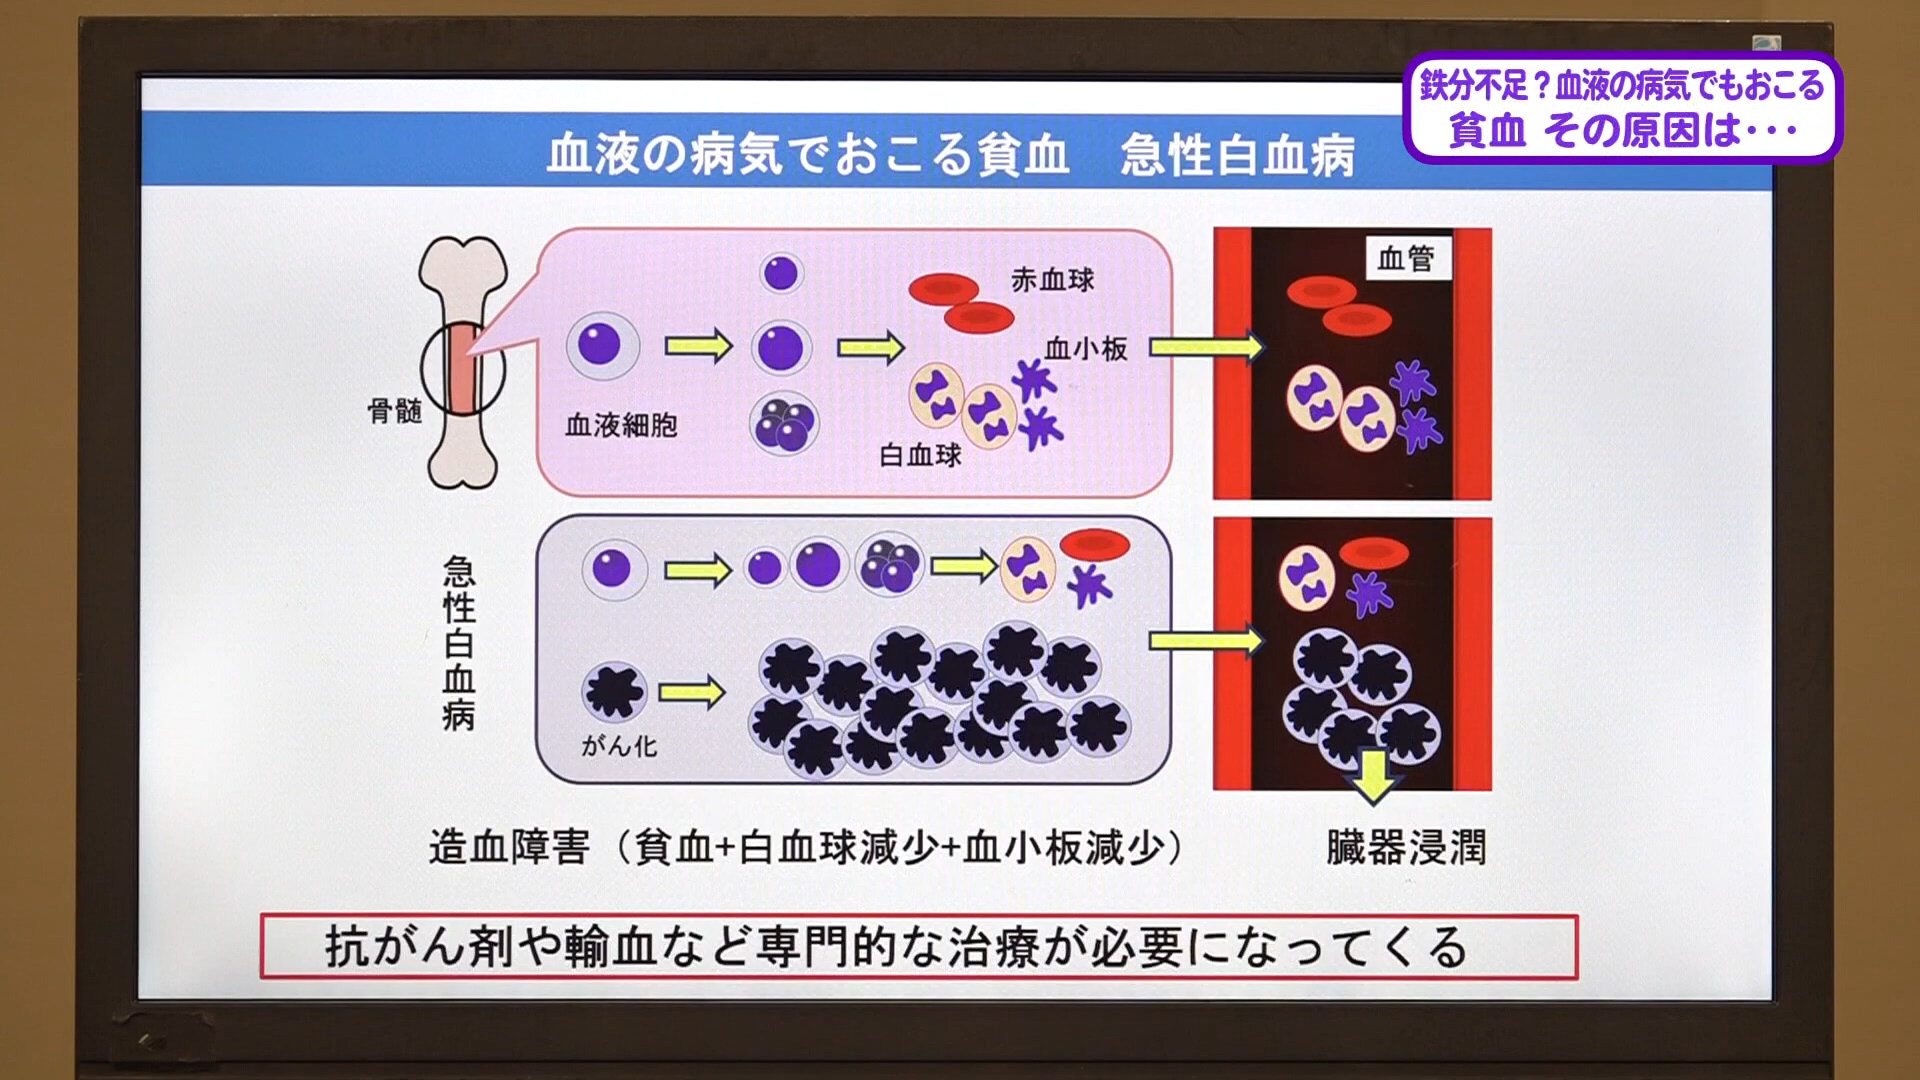 鉄分不足？血液の病気でもおこる
貧血 その原因は･･･
血液の病気でおこる貧血　急性白血病
血管
赤血球
血小板
骨髄
血液細胞
白血球
急性白血病
がん化
造血障害（貧血+白血球減少+血小板減少）
臓器浸潤
抗がん剤や輸血など専門的な治療が必要になってくる